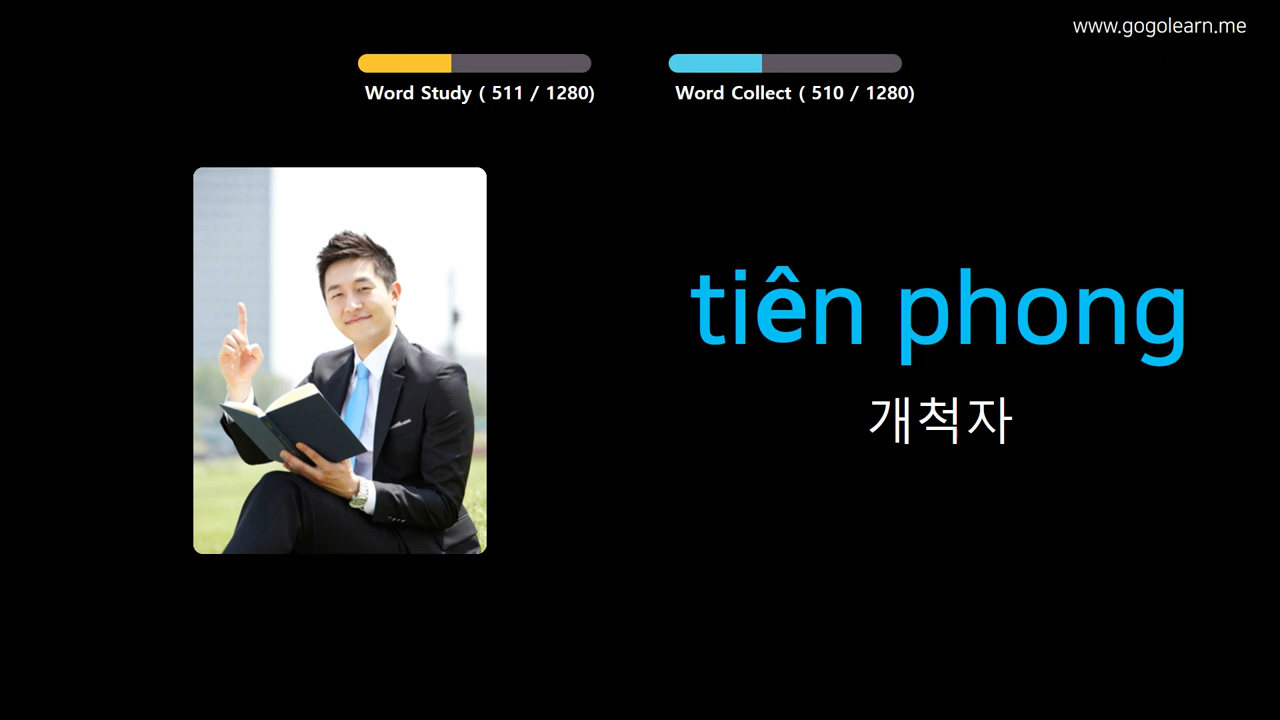 www.gogolearn.me
Word Study ( 511 / 1280)
Word Collect ( 510 / 1280)
tiên phong
개척자